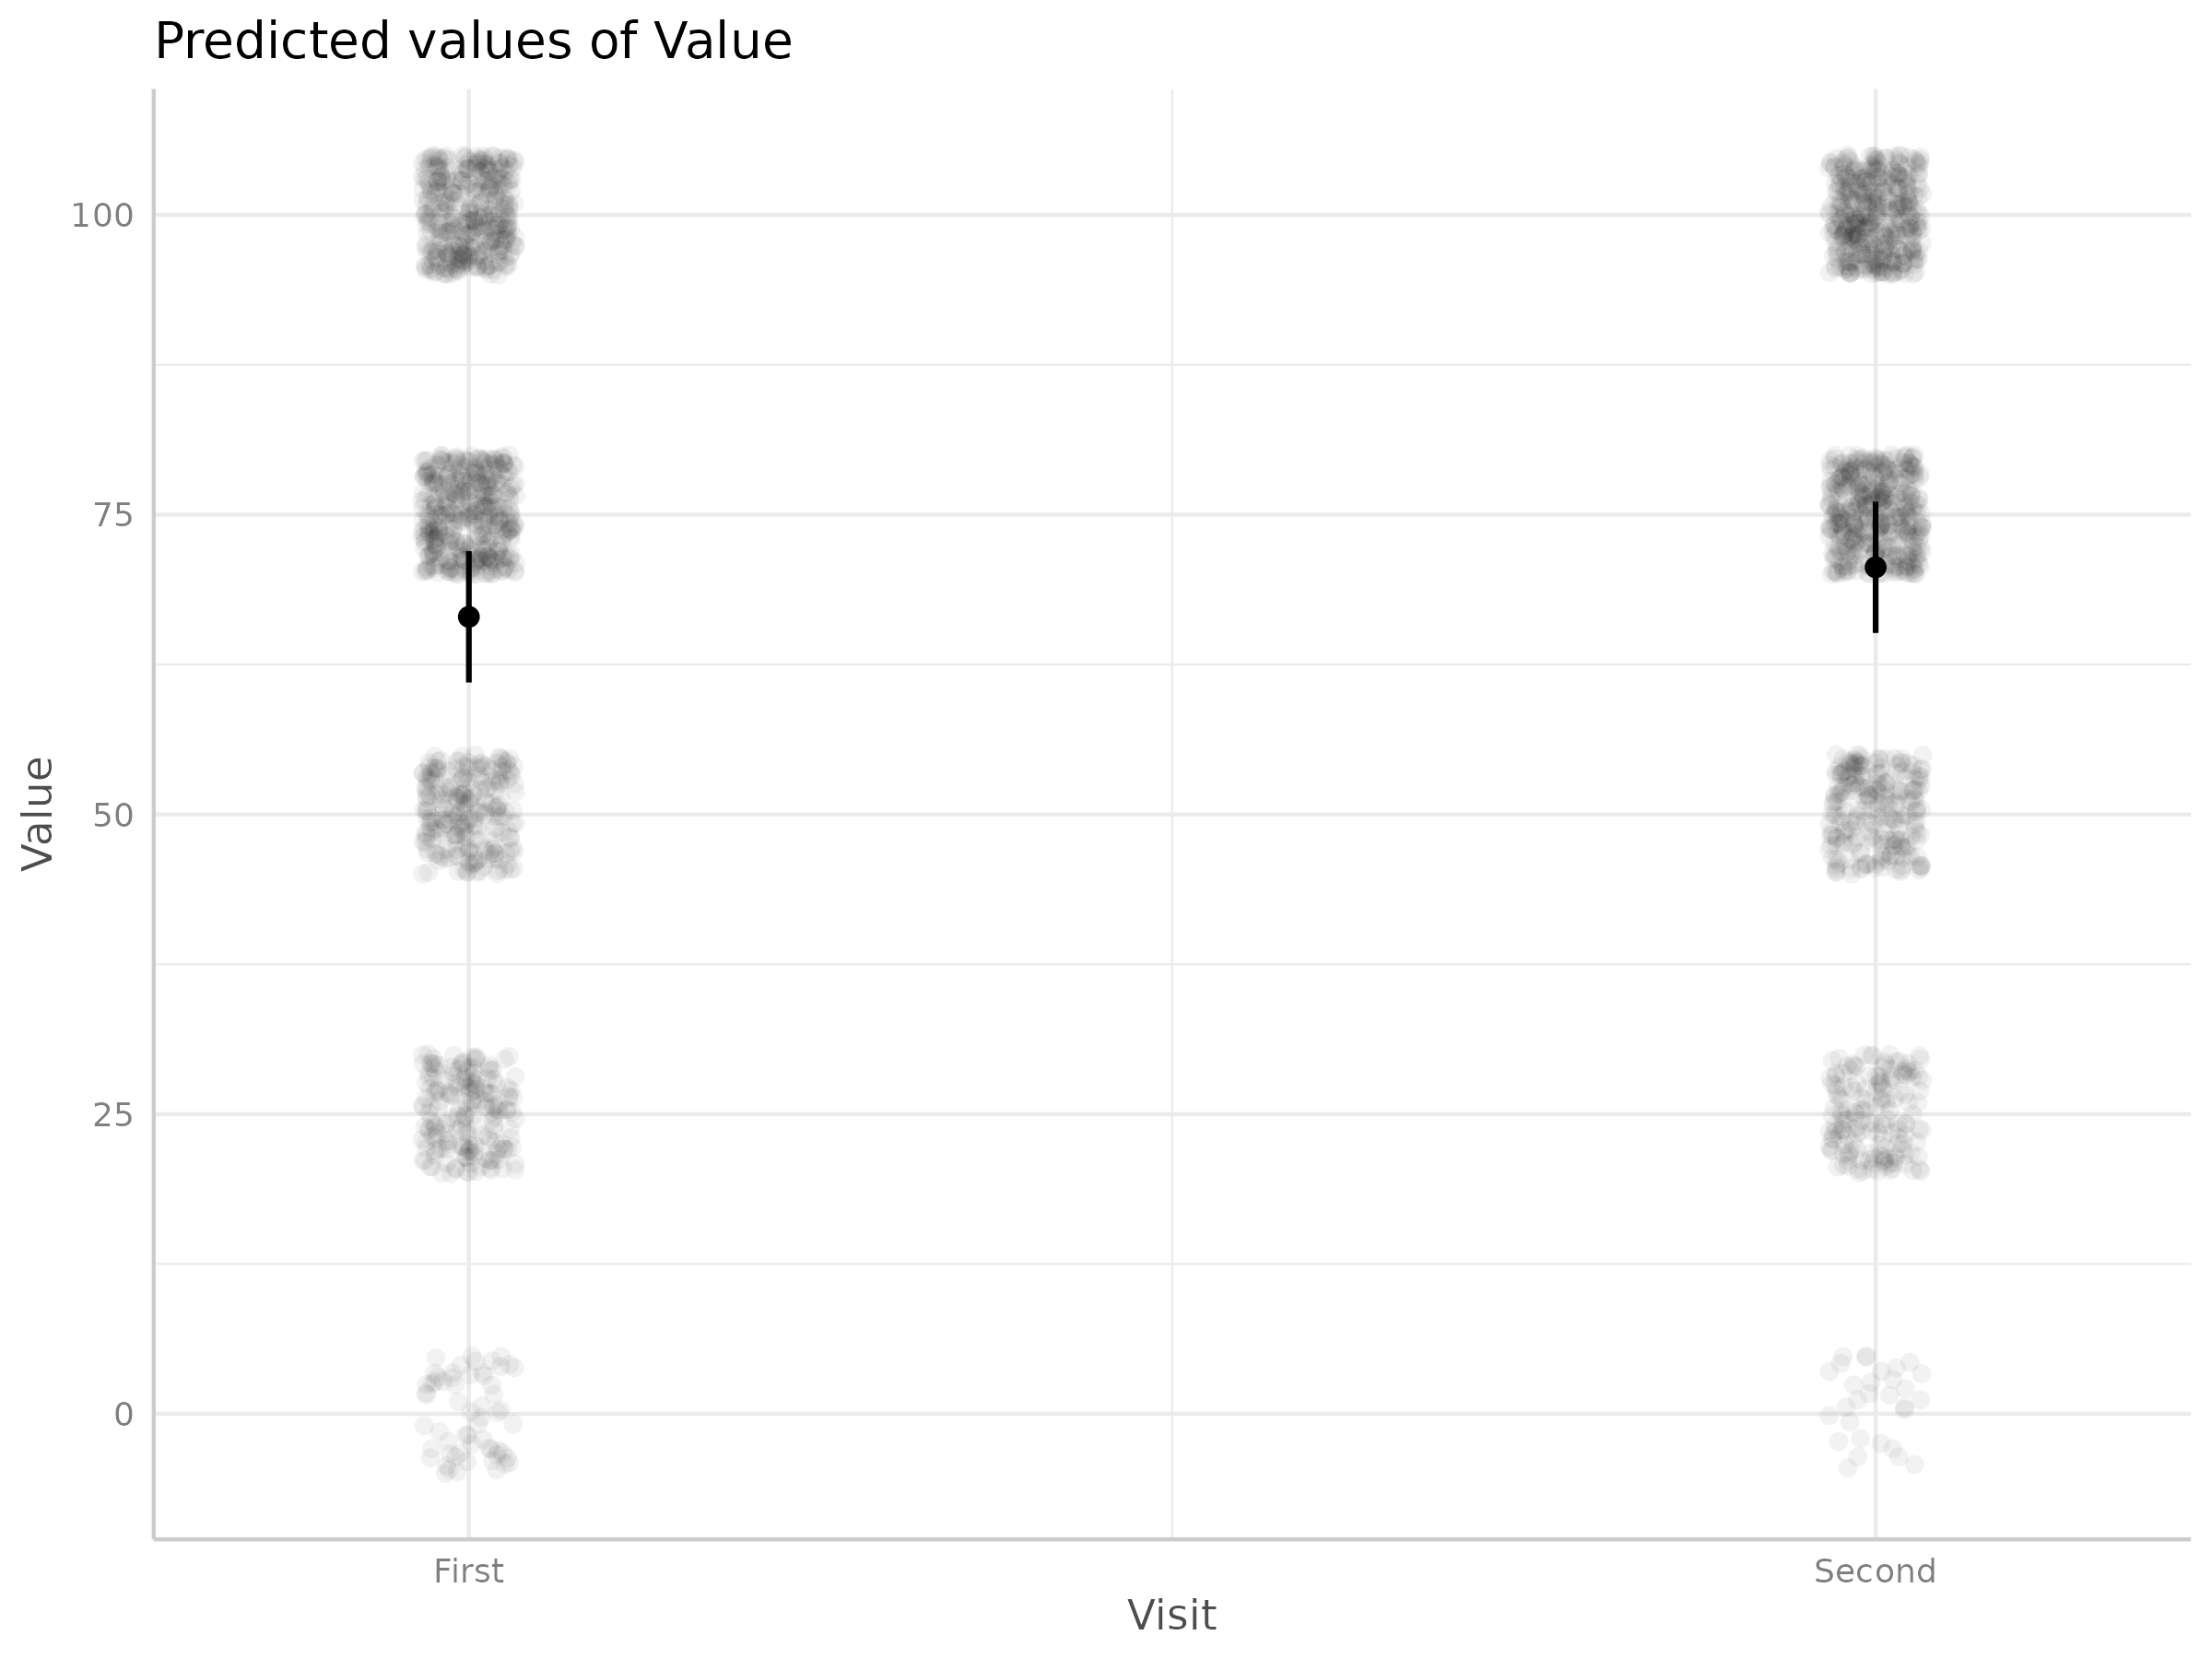 Predicted values of Value
100
75
50
25
0
Value
First
Second
Visit